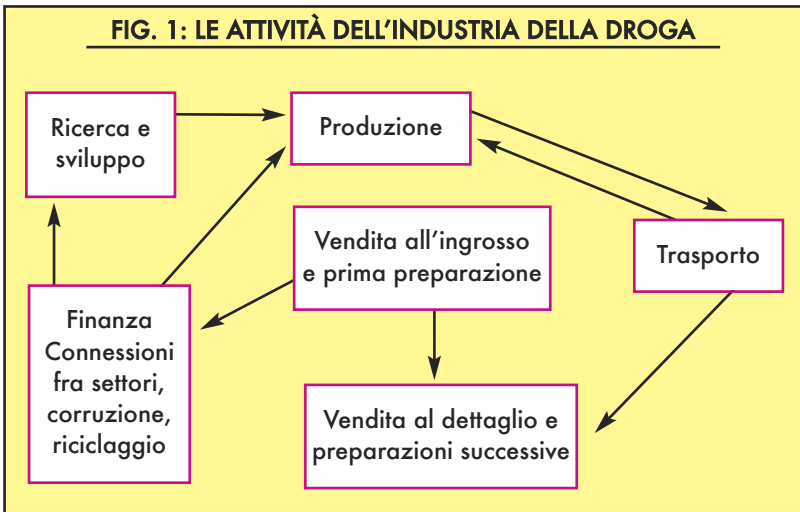 FIG. 1: LE ATTIVITÀ DELL'INDUSTRIA DELLA DROGA
Ricerca e
sviluppo
Produzione
Vendita all'ingrosso
e prima preparazione
Trasporto
Finanza
Connessioni
fra settori,
corruzione,
riciclaggio
Vendita al dettaglio e
preparazioni successive